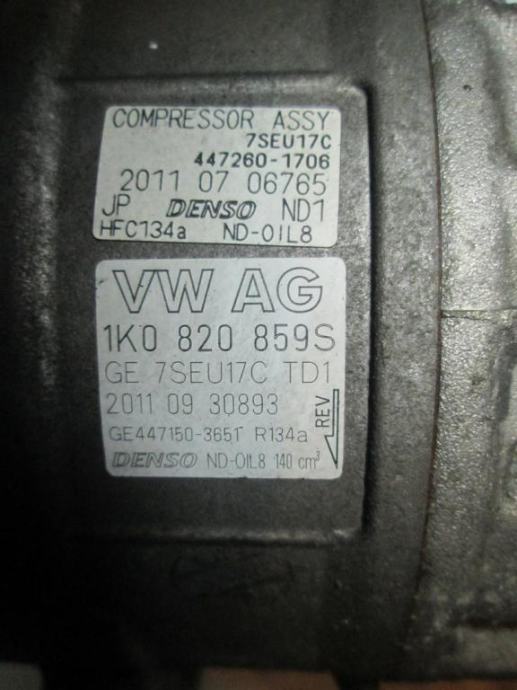 COMPRESSOR ASSY
7SEU17C
447260-1706
2011 07 06765
JP DENSO ND1
HFC134a ND-OIL8
VW AG
1K0 820 859S
GE 7SEU17C TD1
2011 09 30893
REV
GE447150-3651 R134a
DENSO ND-OIL8 140 cm³